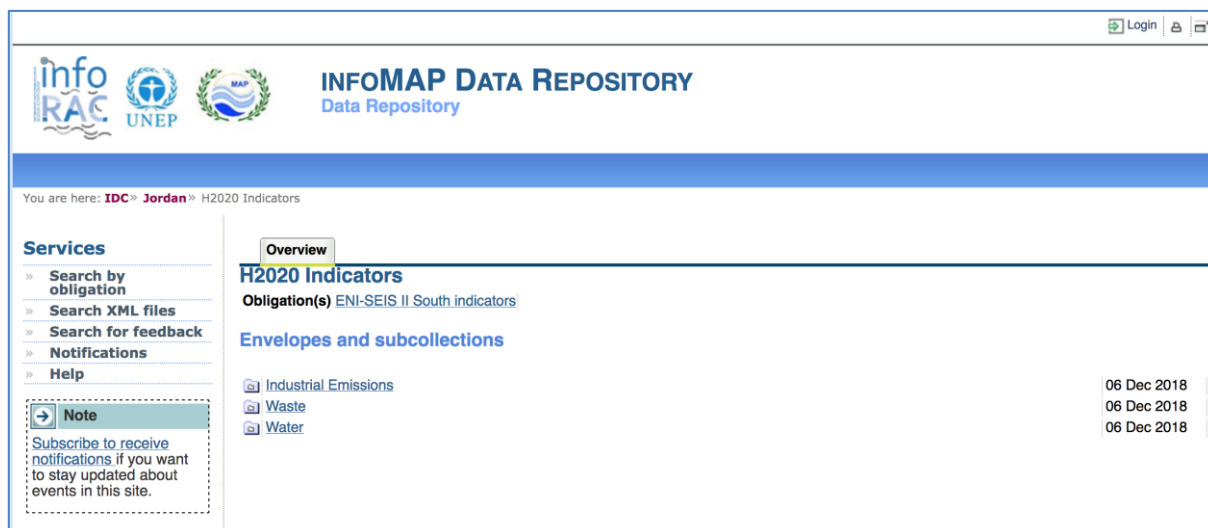 Login
info
RAC
UNEP
MAP
INFOMAP DATA REPOSITORY
Data Repository
You are here: IDC» Jordan» H2020 Indicators
Services
» Search by
obligation
» Search XML files
» Search for feedback
» Notifications
» Help
Note
Subscribe to receive
notifications if you want
to stay updated about
events in this site.
Overview
H2020 Indicators
Obligation(s) ENI-SEIS II South indicators
Envelopes and subcollections
Industrial Emissions 06 Dec 2018
Waste 06 Dec 2018
Water 06 Dec 2018